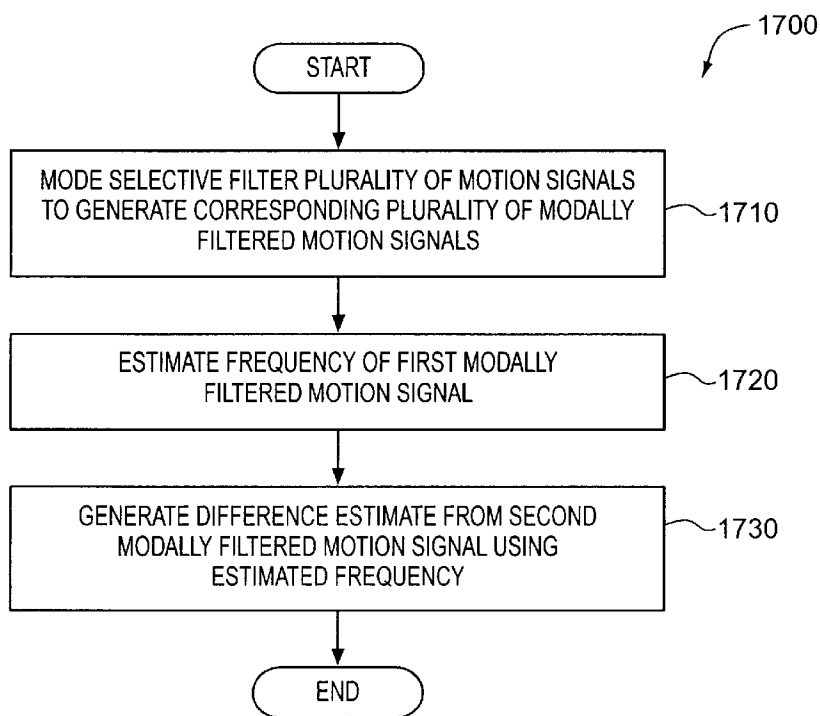 1700
START
MODE SELECTIVE FILTER PLURALITY OF MOTION SIGNALS
TO GENERATE CORRESPONDING PLURALITY OF MODALLY
FILTERED MOTION SIGNALS
1710
ESTIMATE FREQUENCY OF FIRST MODALLY
FILTERED MOTION SIGNAL
1720
GENERATE DIFFERENCE ESTIMATE FROM SECOND
MODALLY FILTERED MOTION SIGNAL USING
ESTIMATED FREQUENCY
1730
END